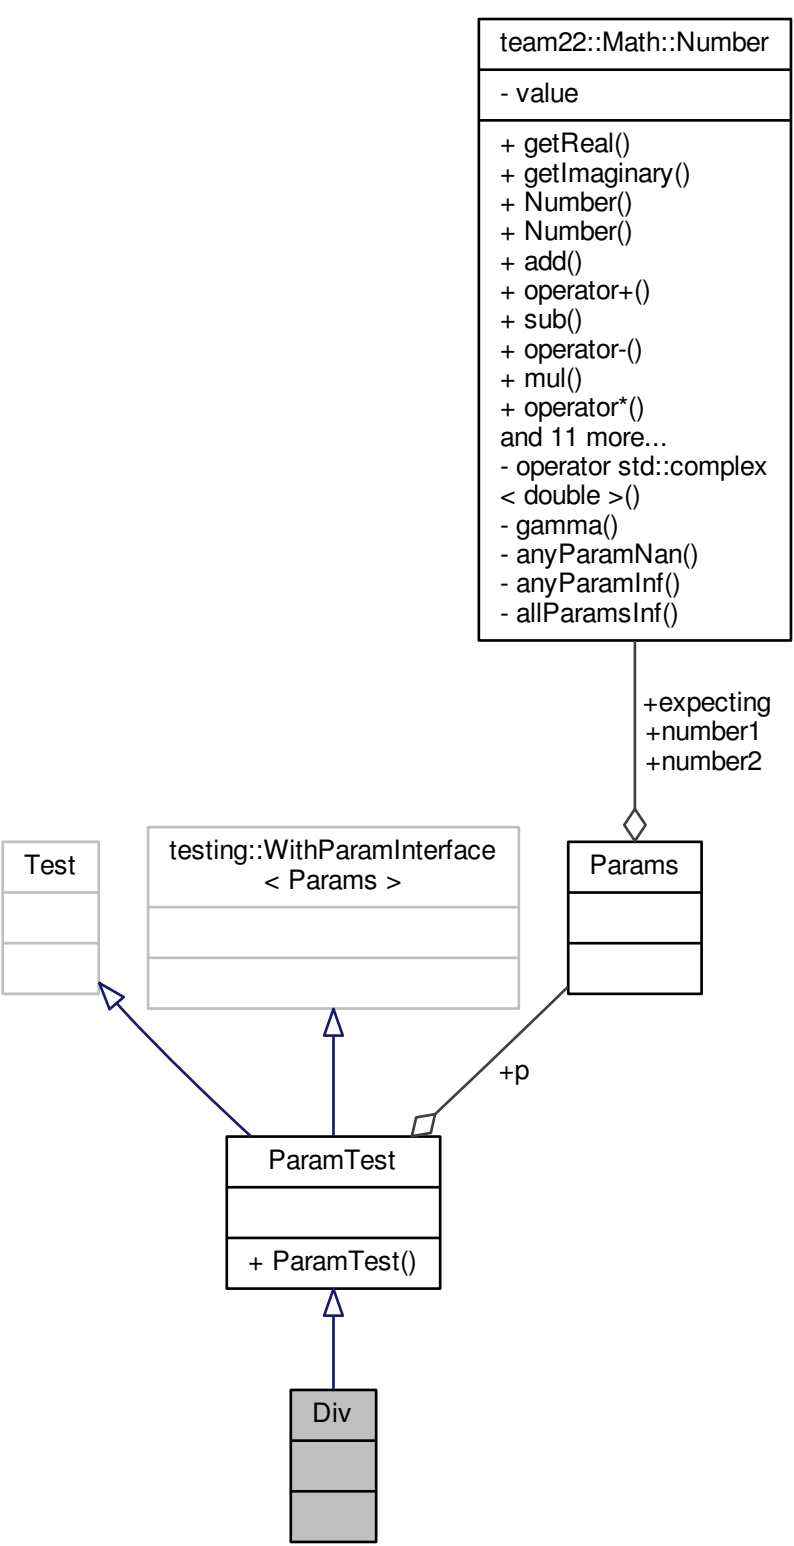 team22::Math::Number
- value
+ getReal()
+ getImaginary()
+ Number()
+ Number()
+ add()
+ operator+()
+ sub()
+ operator-()
+ mul()
+ operator*()
and 11 more...
- operator std::complex
< double >()
- gamma()
- anyParamNan()
- anyParamInf()
- allParamsInf()
+expecting
+number1
+number2
Test
testing::WithParamInterface
< Params >
Params
+p
ParamTest
+ ParamTest()
Div